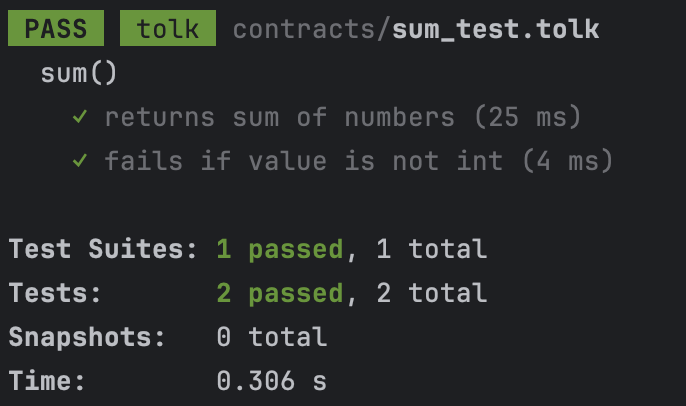 PASS tolk contracts/sum_test.tolk
sum()
✓ returns sum of numbers (25 ms)
✓ fails if value is not int (4 ms)
Test Suites: 1 passed, 1 total
Tests: 2 passed, 2 total
Snapshots: 0 total
Time: 0.306 s